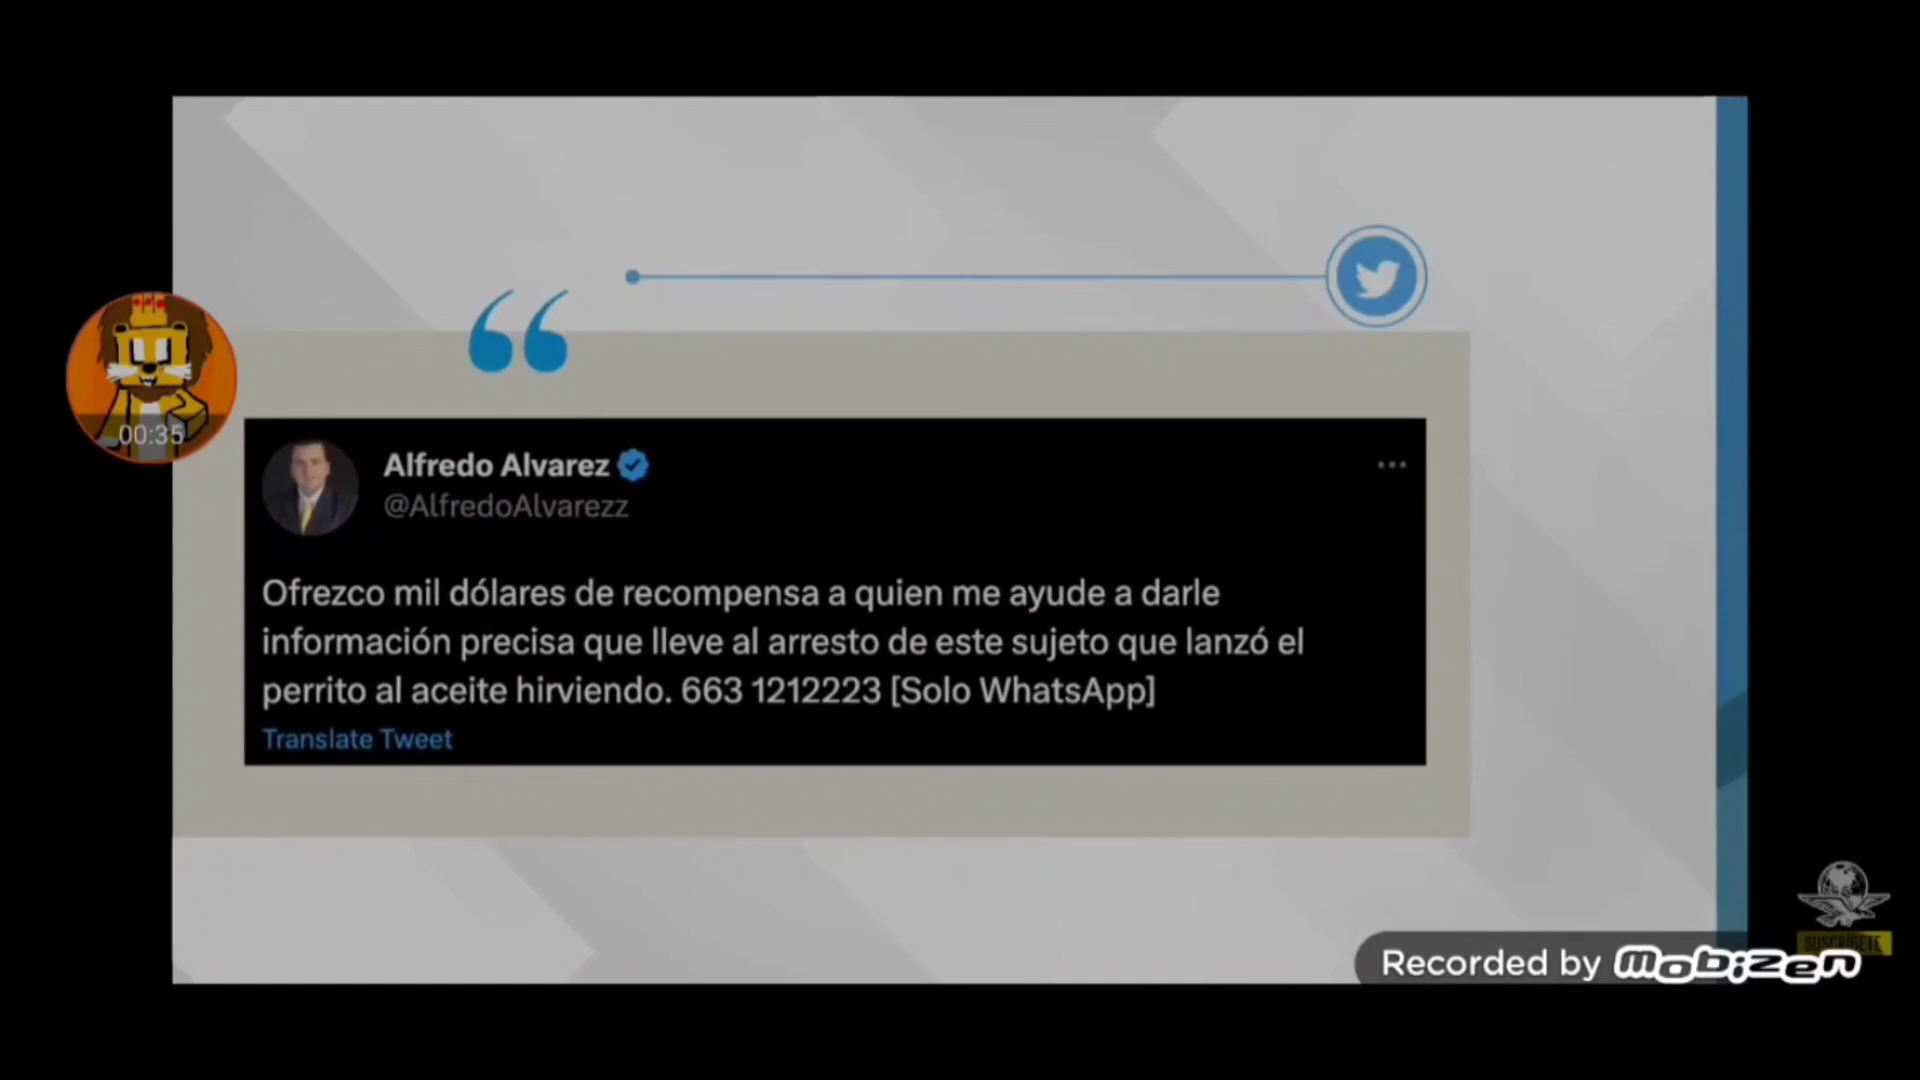 00:35
Alfredo Alvarez
@AlfredoAlvarezz
Ofrezco mil dólares de recompensa a quien me ayude a darle
información precisa que lleve al arresto de este sujeto que lanzó el
perrito al aceite hirviendo. 663 1212223 [Solo WhatsApp]
Translate Tweet
SUSCRÍBETE
Recorded by Mobizen